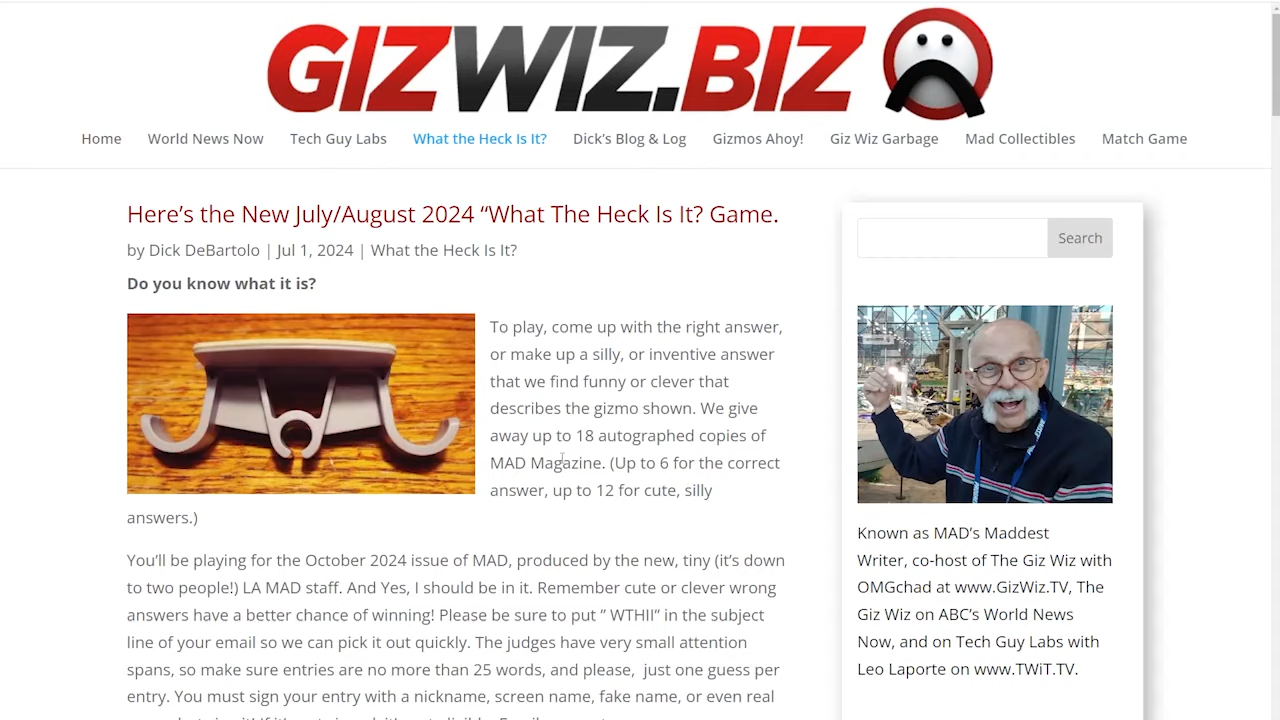 GIZWIZ.BIZ
Home World News Now Tech Guy Labs What the Heck Is It? Dick's Blog & Log Gizmos Ahoy! Giz Wiz Garbage Mad Collectibles Match Game
Here’s the New July/August 2024 “What The Heck Is It? Game.
by Dick DeBartolo | Jul 1, 2024 | What the Heck Is It?
Do you know what it is?
To play, come up with the right answer,
or make up a silly, or inventive answer
that we find funny or clever that
describes the gizmo shown. We give
away up to 18 autographed copies of
MAD Magazine. (Up to 6 for the correct
answer, up to 12 for cute, silly
answers.)
You’ll be playing for the October 2024 issue of MAD, produced by the new, tiny (it’s down
to two people!) LA MAD staff. And Yes, I should be in it. Remember cute or clever wrong
answers have a better chance of winning! Please be sure to put ” WTHII” in the subject
line of your email so we can pick it out quickly. The judges have very small attention
spans, so make sure entries are no more than 25 words, and please,  just one guess per
entry. You must sign your entry with a nickname, screen name, fake name, or even real
Search
Known as MAD’s Maddest
Writer, co-host of The Giz Wiz with
OMGchad at www.GizWiz.TV, The
Giz Wiz on ABC’s World News
Now, and on Tech Guy Labs with
Leo Laporte on www.TWiT.TV.